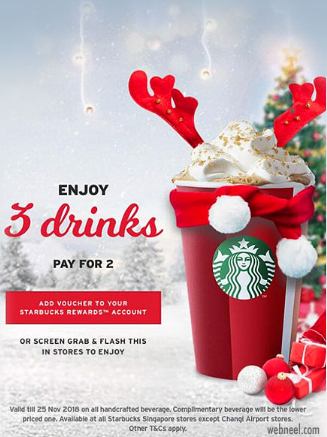 ENJOY
3 drinks
PAY FOR 2
ADD VOUCHER TO YOUR
STARBUCKS REWARDS™ ACCOUNT
OR SCREEN GRAB & FLASH THIS
IN STORES TO ENJOY
Valid till 25 Nov 2018 on all handcrafted beverage. Complimentary beverage will be the lower
priced one. Available at all Starbucks Singapore stores except Changi Airport stores.
Other T&Cs apply.
webneel.com